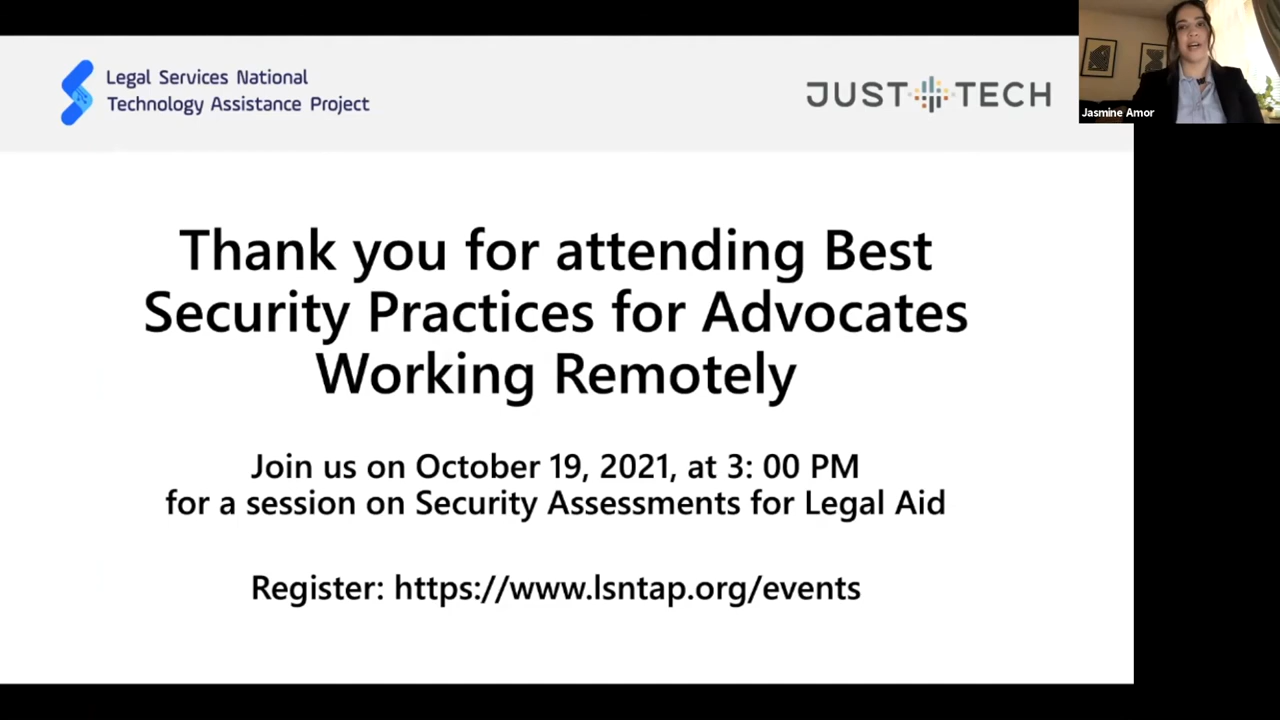 Legal Services National
Technology Assistance Project
JUST TECH
Jasmine Amor
Thank you for attending Best
Security Practices for Advocates
Working Remotely
Join us on October 19, 2021, at 3: 00 PM
for a session on Security Assessments for Legal Aid
Register: https://www.lsntap.org/events